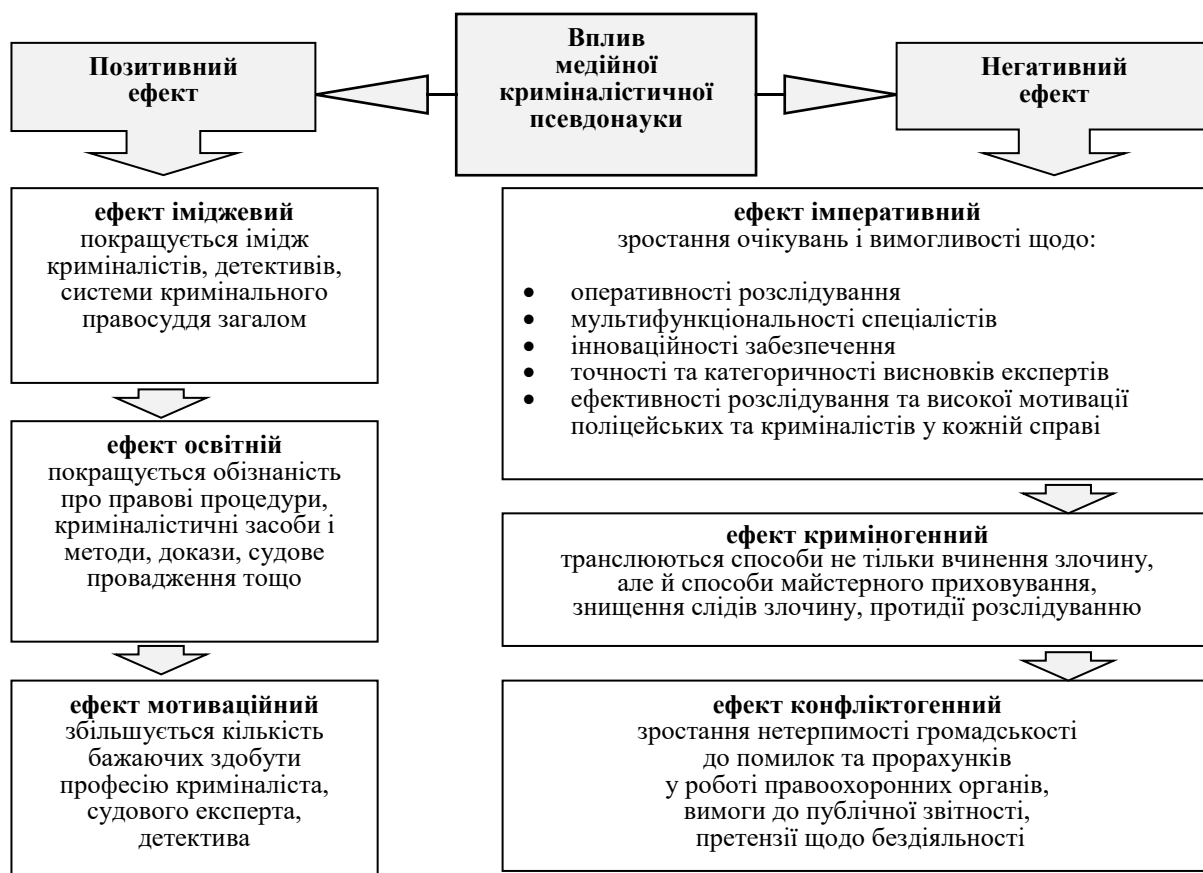 Вплив
медійної
криміналістичної
псевдонауки
Позитивний
ефект
ефект іміджевий
покращується імідж
криміналістів, детективів,
системи кримінального
правосуддя загалом
ефект освітній
покращується обізнаність
про правові процедури,
криміналістичні засоби і
методи, докази, судове
провадження тощо
ефект мотиваційний
збільшується кількість
бажаючих здобути
професію криміналіста,
судового експерта,
детектива
Негативний
ефект
ефект імперативний
зростання очікувань і вимогливості щодо:
• оперативності розслідування
• мультифункціональності спеціалістів
• інноваційності забезпечення
• точності та категоричності висновків експертів
• ефективності розслідування та високої мотивації
поліцейських та криміналістів у кожній справі
ефект криміногенний
транслюються способи не тільки вчинення злочину,
але й способи майстерного приховування,
знищення слідів злочину, протидії розслідуванню
ефект конфліктогенний
зростання нетерпимості громадськості
до помилок та прорахунків
у роботі правоохоронних органів,
вимоги до публічної звітності,
претензії щодо бездіяльності